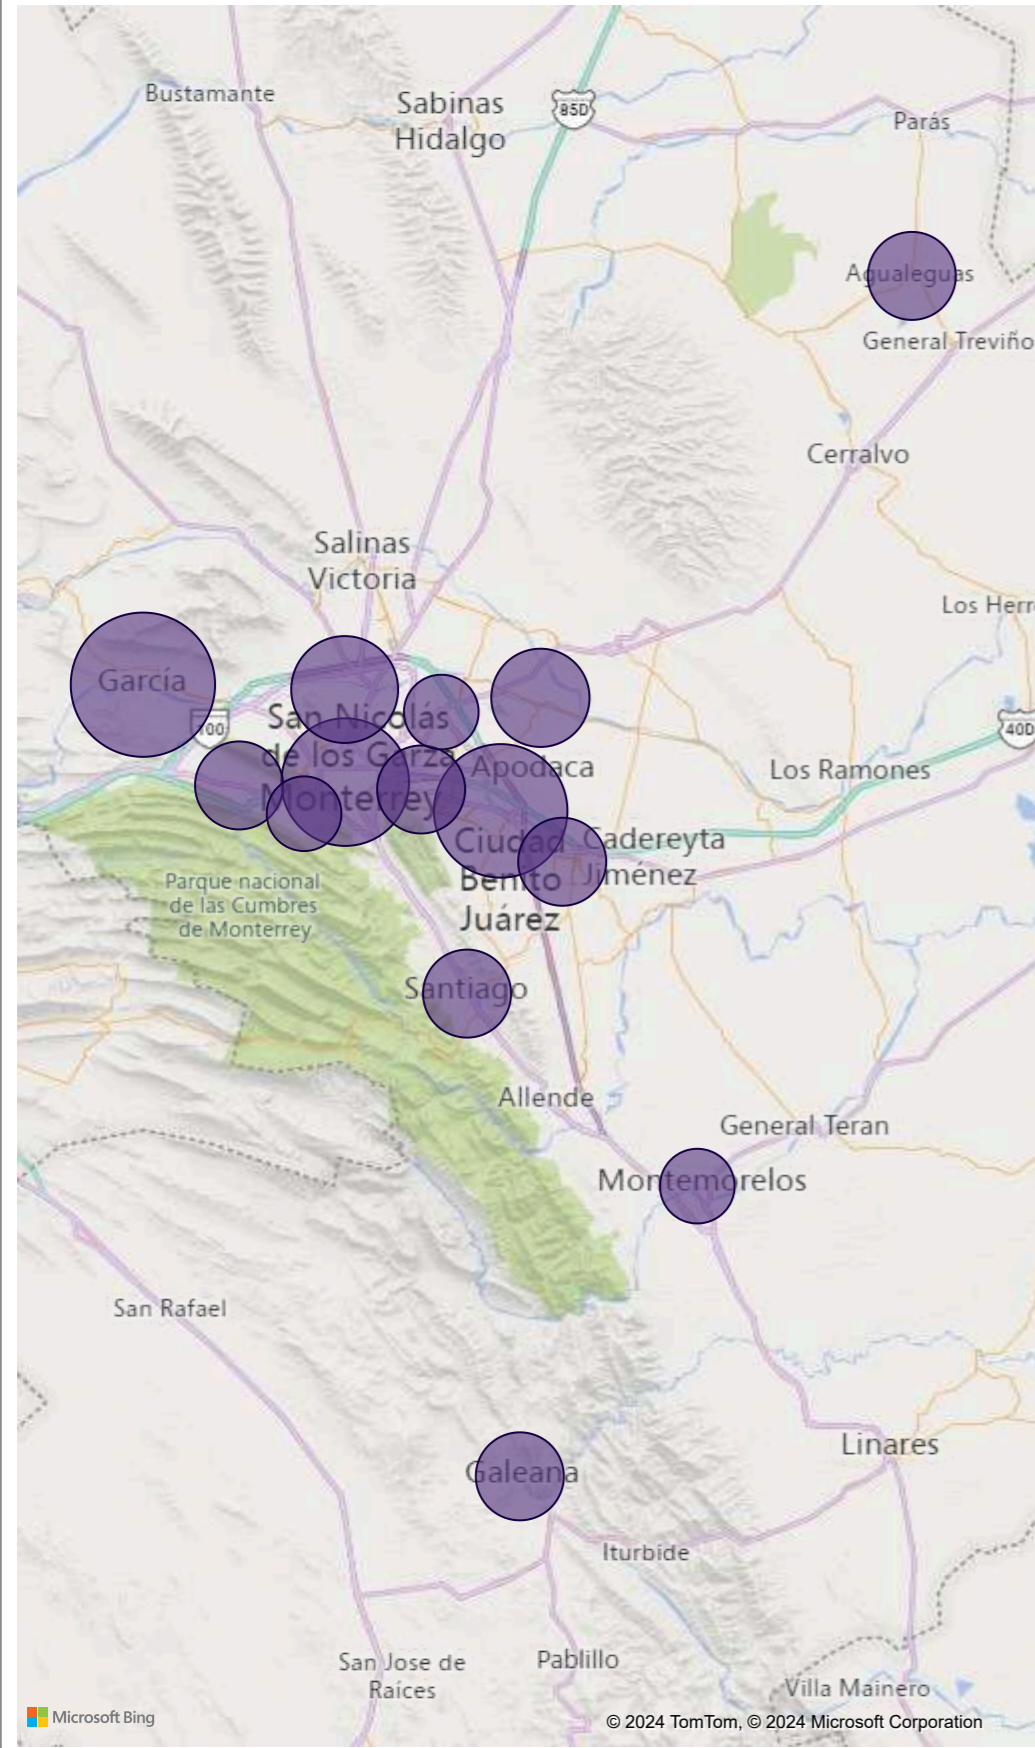 Bustamante
Sabinas
Hidalgo
85D
Parás
Agualeguas
General Treviño
Cerralvo
Salinas
Victoria
Los Herr
García
100
San Nicolás
de los Garza
40D
Apodaca
Los Ramones
Monterrey
Ciudad
Benito
Juárez
Cadereyta
Jiménez
Parque nacional
de las Cumbres
de Monterrey
Santiago
Allende
General Teran
Montemorelos
San Rafael
Linares
Galeana
Iturbide
San Jose de
Raíces
Pablillo
Villa Mainero
Microsoft Bing
© 2024 TomTom, © 2024 Microsoft Corporation